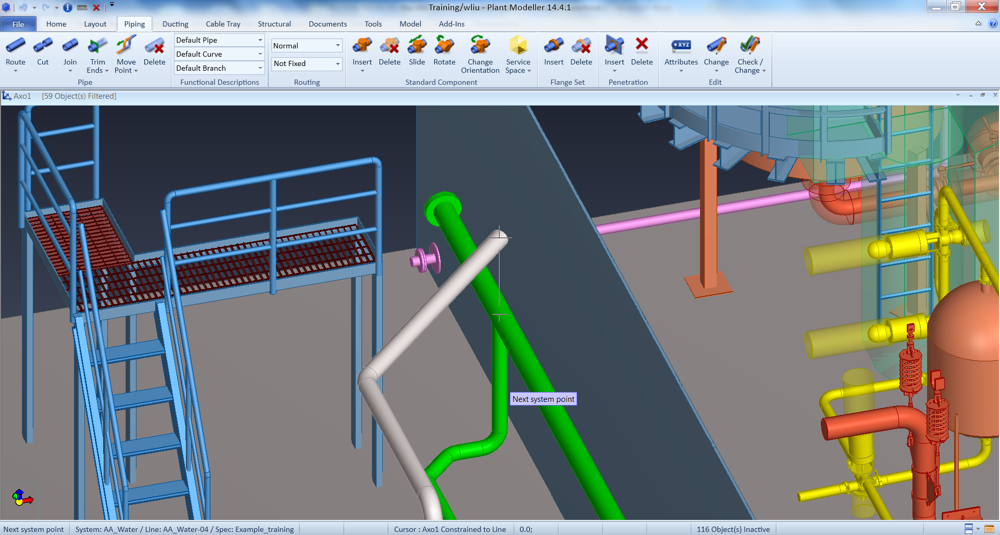 Training/wliu - Plant Modeller 14.4.1
File Home Layout Piping Ducting Cable Tray Structural Documents Tools Model Add-Ins
Route Cut Join Trim Ends Move Point Delete
Pipe
Default Pipe
Default Curve
Default Branch
Functional Descriptions
Normal
Not Fixed
Routing
Insert Delete Slide Rotate Change Orientation Service Space
Standard Component
Insert Delete
Flange Set
Insert Delete
Penetration
XYZ
Attributes Change Check / Change
Edit
Axo1 [59 Object(s) Filtered]
Next system point
Next system point System: AA_Water / Line: AA_Water-04 / Spec: Example_training Cursor : Axo1 Constrained to Line 0.0; 116 Object(s) Inactive